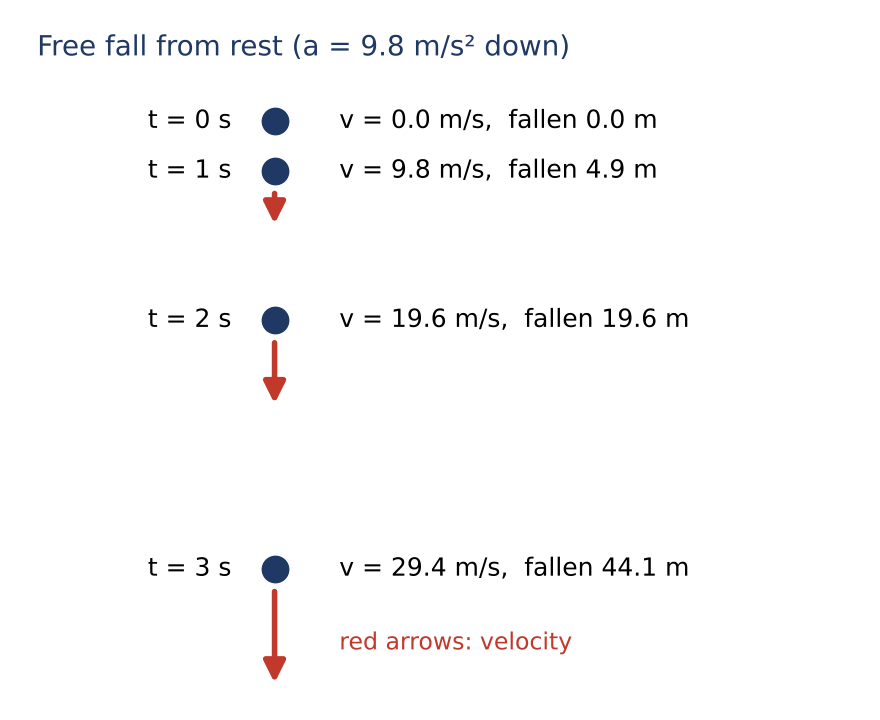 Free fall from rest (a = 9.8 m/s² down)
t = 0 s v = 0.0 m/s, fallen 0.0 m
t = 1 s v = 9.8 m/s, fallen 4.9 m
t = 2 s v = 19.6 m/s, fallen 19.6 m
t = 3 s v = 29.4 m/s, fallen 44.1 m
red arrows: velocity